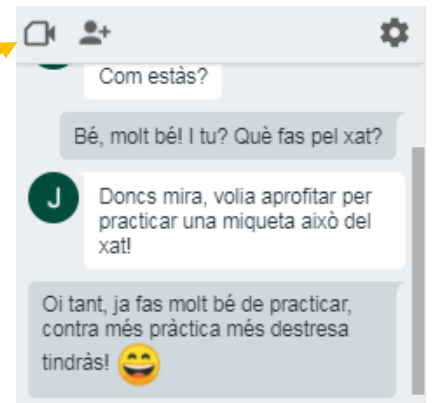 Com estàs?
Bé, molt bé! I tu? Què fas pel xat?
J
Doncs mira, volia aprofitar per
practicar una miqueta això del
xat!
Oi tant, ja fas molt bé de practicar,
contra més pràctica més destresa
tindràs! 😄